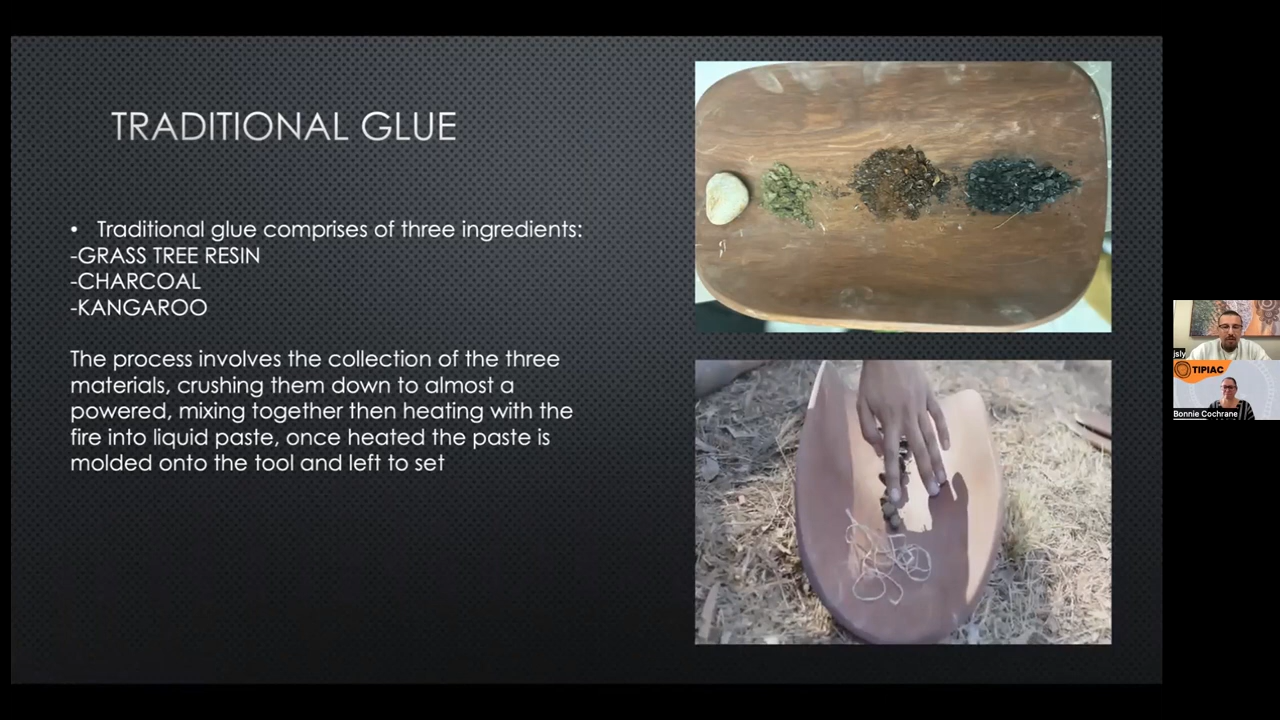 TRADITIONAL GLUE
• Traditional glue comprises of three ingredients:
-GRASS TREE RESIN
-CHARCOAL
-KANGAROO
The process involves the collection of the three
materials, crushing them down to almost a
powered, mixing together then heating with the
fire into liquid paste, once heated the paste is
molded onto the tool and left to set
jsly
TIPIAC
Bonnie Cochrane